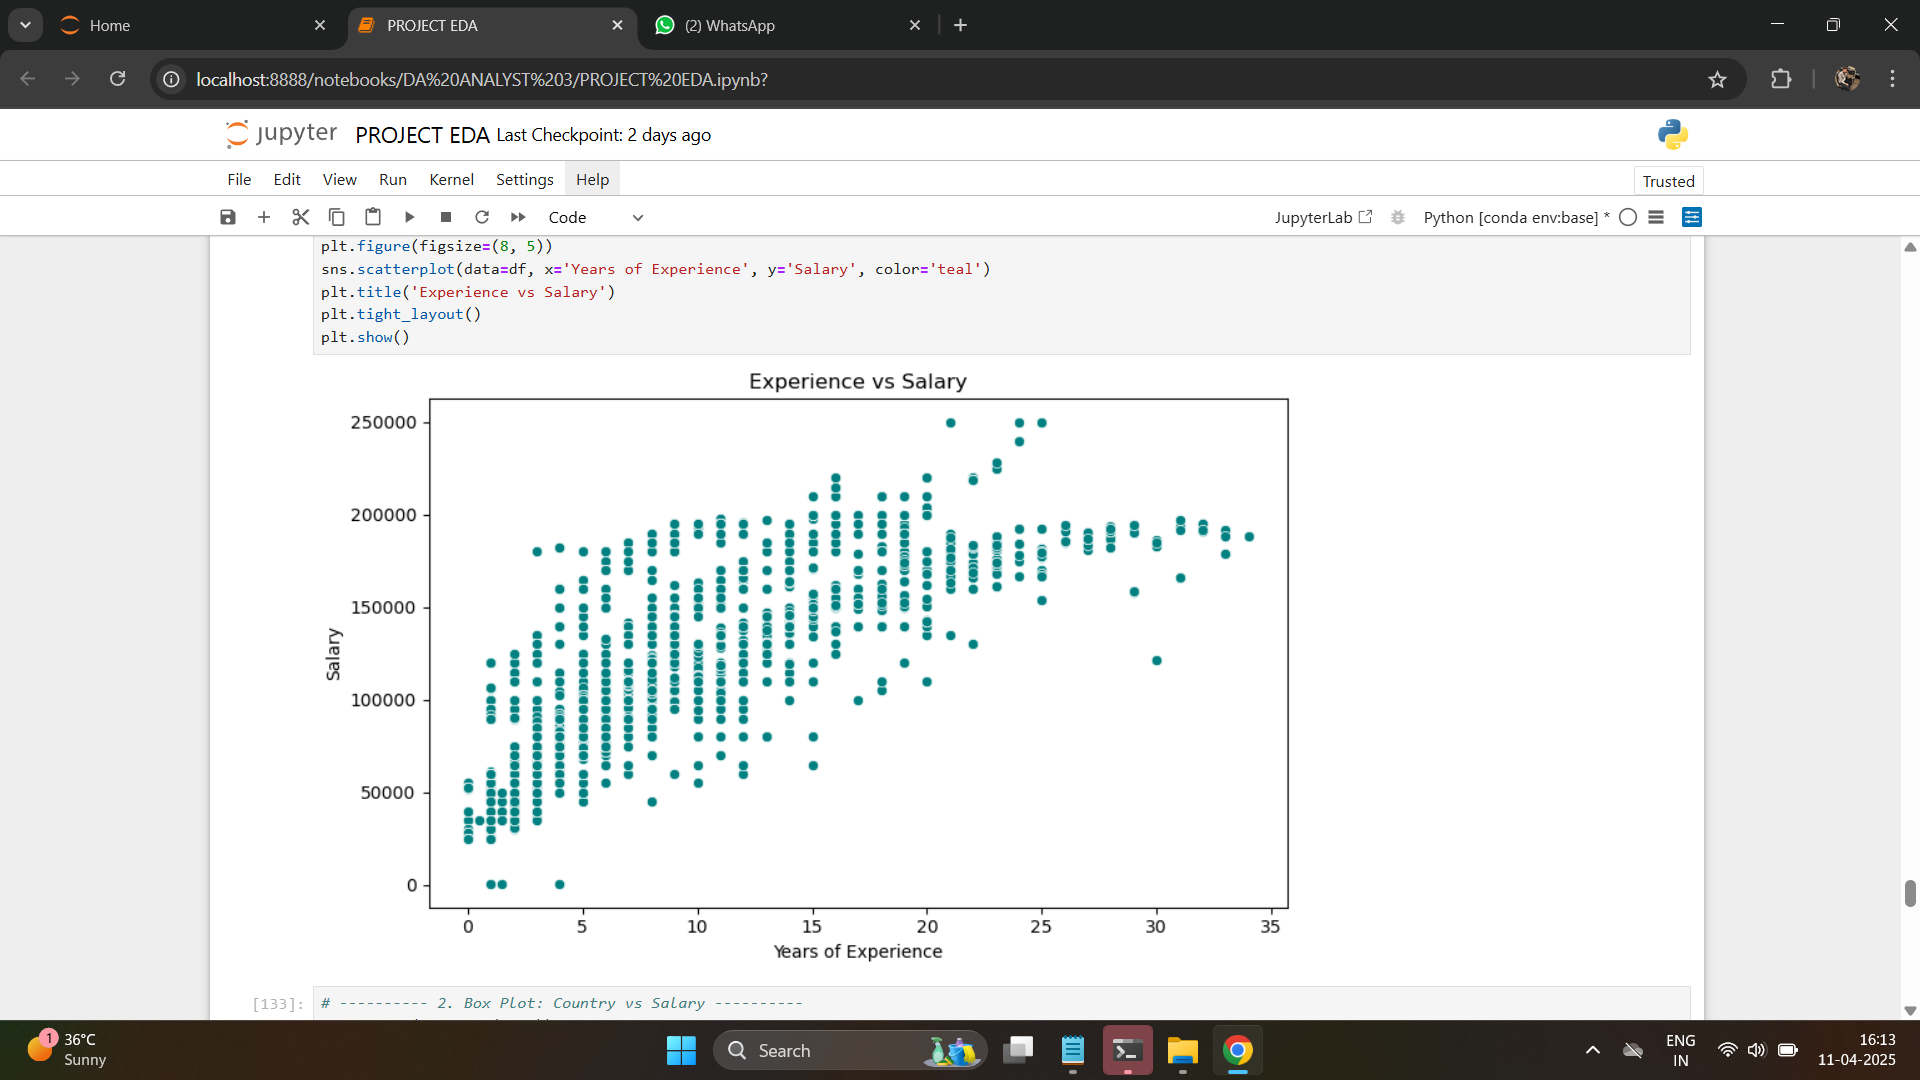 Home
PROJECT EDA
(2) WhatsApp
localhost:8888/notebooks/DA%20ANALYST%203/PROJECT%20EDA.ipynb?
jupyter PROJECT EDA Last Checkpoint: 2 days ago
File Edit View Run Kernel Settings Help
Trusted
Code
JupyterLab
Python [conda env:base] *
plt.figure(figsize=(8, 5))
sns.scatterplot(data=df, x='Years of Experience', y='Salary', color='teal')
plt.title('Experience vs Salary')
plt.tight_layout()
plt.show()
Experience vs Salary
250000
200000
150000
100000
50000
0
Salary
0 5 10 15 20 25 30 35
Years of Experience
[133]:
# ---------- 2. Box Plot: Country vs Salary ----------
1
36°C
Sunny
Search
ENG
IN
16:13
11-04-2025